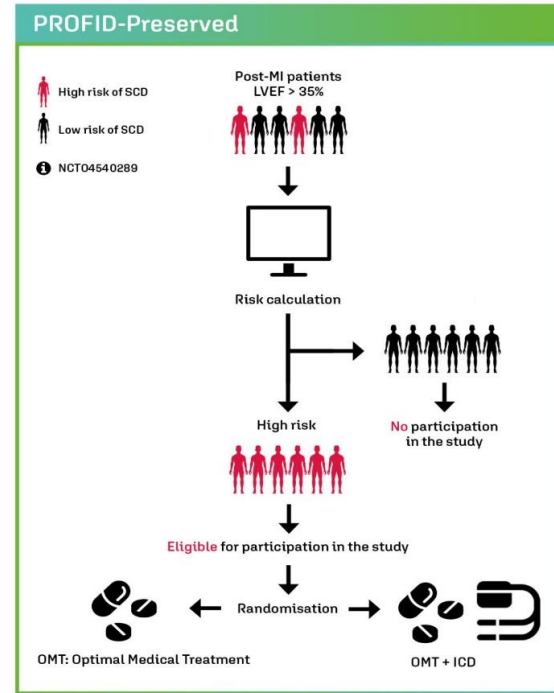 PROFID-Preserved
High risk of SCD
Low risk of SCD
i NCT04540289
Post-MI patients
LVEF > 35%
Risk calculation
High risk
No participation
in the study
Eligible for participation in the study
Randomisation
OMT: Optimal Medical Treatment
OMT + ICD